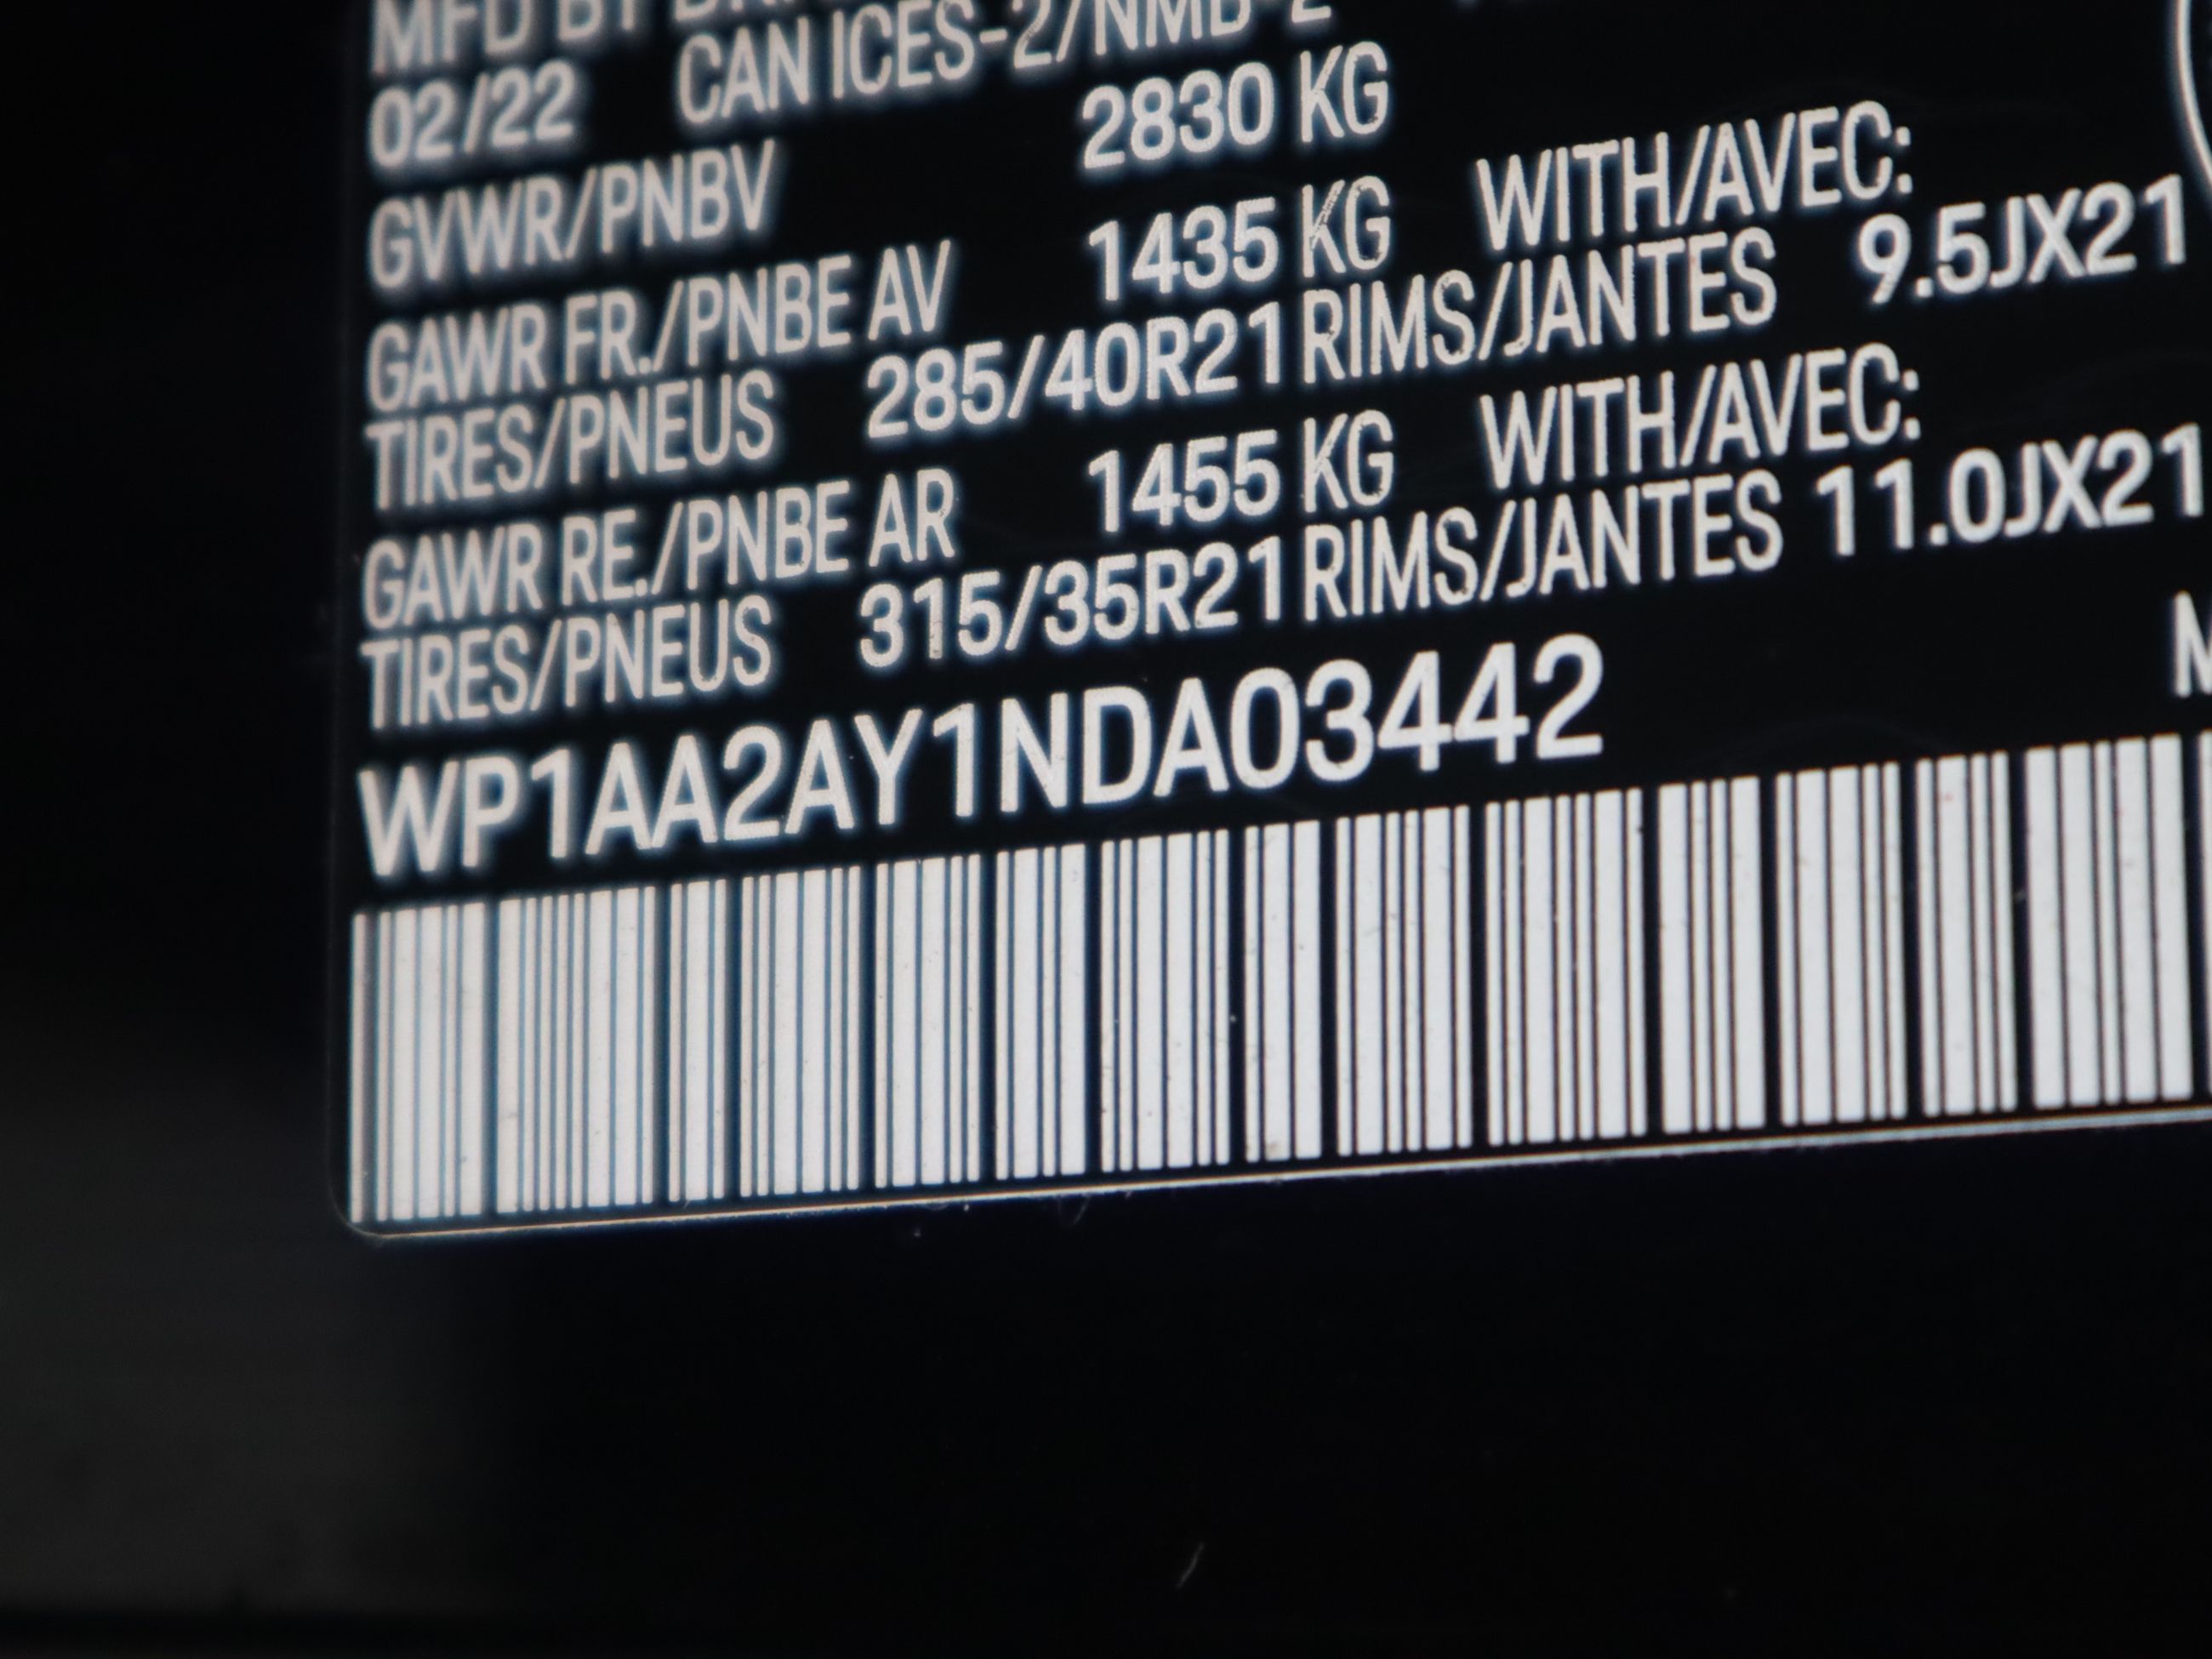 MFD BY
02/22 CAN ICES-2/NMB-2
GVWR/PNBV 2830 KG
GAWR FR./PNBE AV 1435 KG WITH/AVEC:
TIRES/PNEUS 285/40R21 RIMS/JANTES 9.5JX21
GAWR RE./PNBE AR 1455 KG WITH/AVEC:
TIRES/PNEUS 315/35R21 RIMS/JANTES 11.0JX21
WP1AA2AY1NDA03442